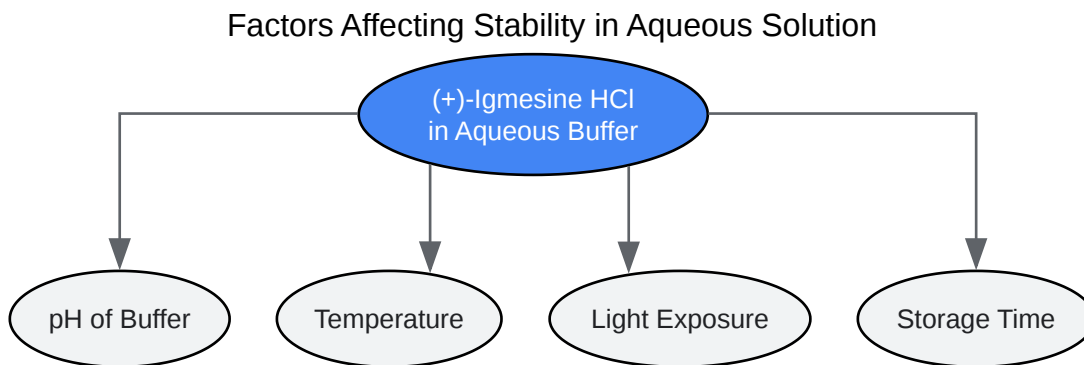 Factors Affecting Stability in Aqueous Solution
(+)-Igmesine HCl
in Aqueous Buffer
pH of Buffer
Temperature
Light Exposure
Storage Time